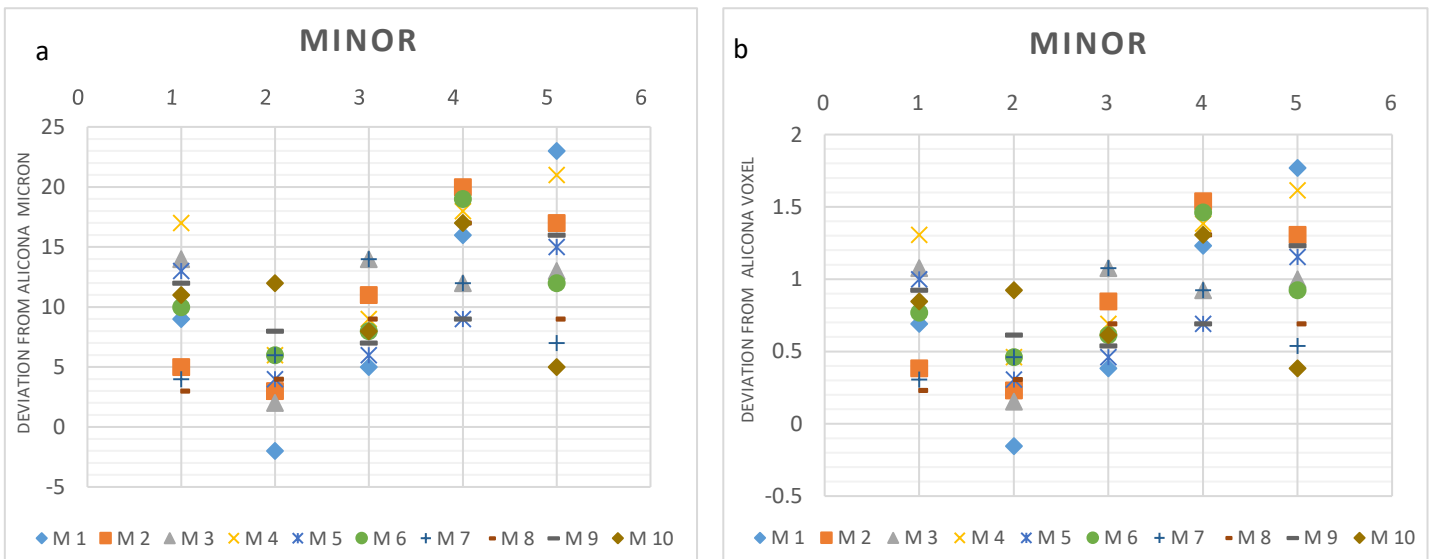 a
MINOR
0 1 2 3 4 5 6
25
20
15
10
5
0
-5
DEVIATION FROM ALICONA MICRON
M 1 M 2 M 3 M 4 M 5 M 6 M 7 M 8 M 9 M 10
b
MINOR
0 1 2 3 4 5 6
2
1.5
1
0.5
0
-0.5
DEVIATION FROM ALICONA VOXEL
M 1 M 2 M 3 M 4 M 5 M 6 M 7 M 8 M 9 M 10